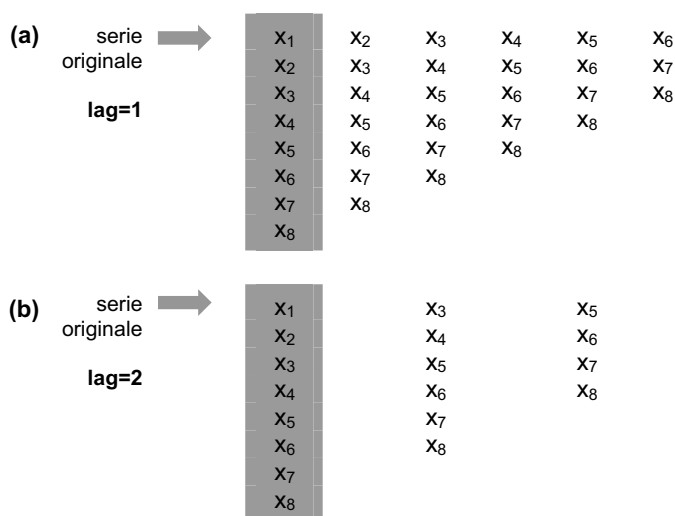 (a) serie originale x₁ x₂ x₃ x₄ x₅ x₆
x₂ x₃ x₄ x₅ x₆ x₇
lag=1 x₃ x₄ x₅ x₆ x₇ x₈
x₄ x₅ x₆ x₇ x₈
x₅ x₆ x₇ x₈
x₆ x₇ x₈
x₇ x₈
x₈
(b) serie originale x₁ x₃ x₅
x₂ x₄ x₆
lag=2 x₃ x₅ x₇
x₄ x₆ x₈
x₅ x₇
x₆ x₈
x₇
x₈